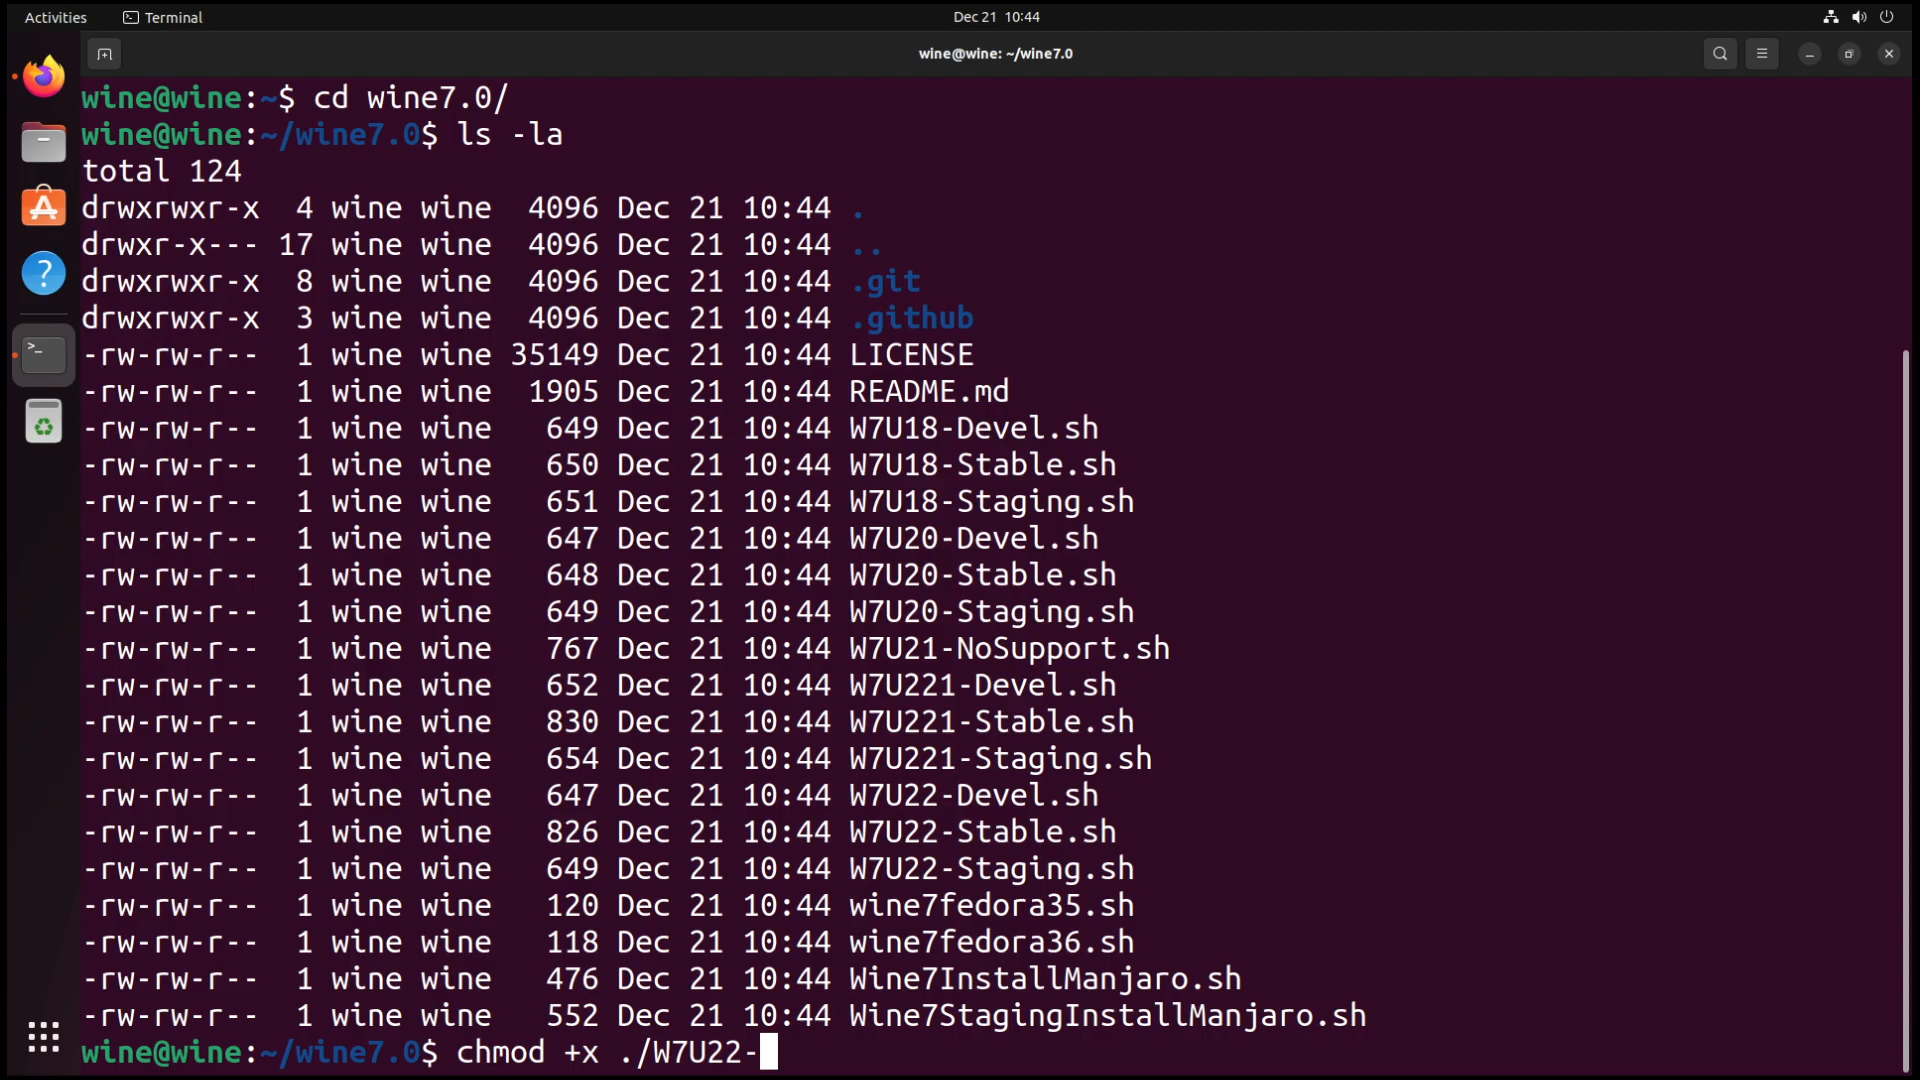 Activities Terminal Dec 21 10:44
wine@wine: ~/wine7.0
wine@wine:~$ cd wine7.0/
wine@wine:~/wine7.0$ ls -la
total 124
drwxrwxr-x  4 wine wine  4096 Dec 21 10:44 .
drwxr-x--- 17 wine wine  4096 Dec 21 10:44 ..
drwxrwxr-x  8 wine wine  4096 Dec 21 10:44 .git
drwxrwxr-x  3 wine wine  4096 Dec 21 10:44 .github
-rw-rw-r--  1 wine wine 35149 Dec 21 10:44 LICENSE
-rw-rw-r--  1 wine wine  1905 Dec 21 10:44 README.md
-rw-rw-r--  1 wine wine   649 Dec 21 10:44 W7U18-Devel.sh
-rw-rw-r--  1 wine wine   650 Dec 21 10:44 W7U18-Stable.sh
-rw-rw-r--  1 wine wine   651 Dec 21 10:44 W7U18-Staging.sh
-rw-rw-r--  1 wine wine   647 Dec 21 10:44 W7U20-Devel.sh
-rw-rw-r--  1 wine wine   648 Dec 21 10:44 W7U20-Stable.sh
-rw-rw-r--  1 wine wine   649 Dec 21 10:44 W7U20-Staging.sh
-rw-rw-r--  1 wine wine   767 Dec 21 10:44 W7U21-NoSupport.sh
-rw-rw-r--  1 wine wine   652 Dec 21 10:44 W7U221-Devel.sh
-rw-rw-r--  1 wine wine   830 Dec 21 10:44 W7U221-Stable.sh
-rw-rw-r--  1 wine wine   654 Dec 21 10:44 W7U221-Staging.sh
-rw-rw-r--  1 wine wine   647 Dec 21 10:44 W7U22-Devel.sh
-rw-rw-r--  1 wine wine   826 Dec 21 10:44 W7U22-Stable.sh
-rw-rw-r--  1 wine wine   649 Dec 21 10:44 W7U22-Staging.sh
-rw-rw-r--  1 wine wine   120 Dec 21 10:44 wine7fedora35.sh
-rw-rw-r--  1 wine wine   118 Dec 21 10:44 wine7fedora36.sh
-rw-rw-r--  1 wine wine   476 Dec 21 10:44 Wine7InstallManjaro.sh
-rw-rw-r--  1 wine wine   552 Dec 21 10:44 Wine7StagingInstallManjaro.sh
wine@wine:~/wine7.0$ chmod +x ./W7U22-